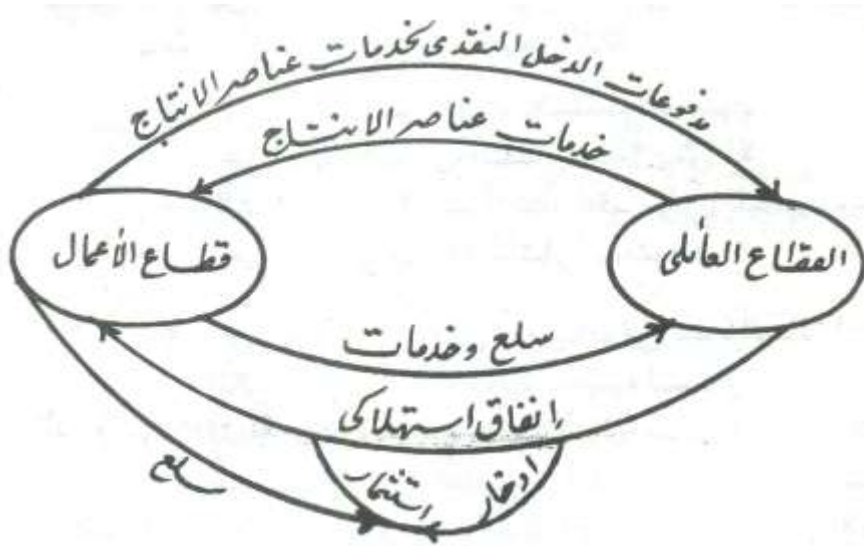 مدفوعات الدخل النقدى لخدمات عناصر الانتاج
خدمات عناصر الانتاج
القطاع العائلى
قطاع الأعمال
سلع وخدمات
إنفاق استهلاكى
ادخار
استثمار
سلع